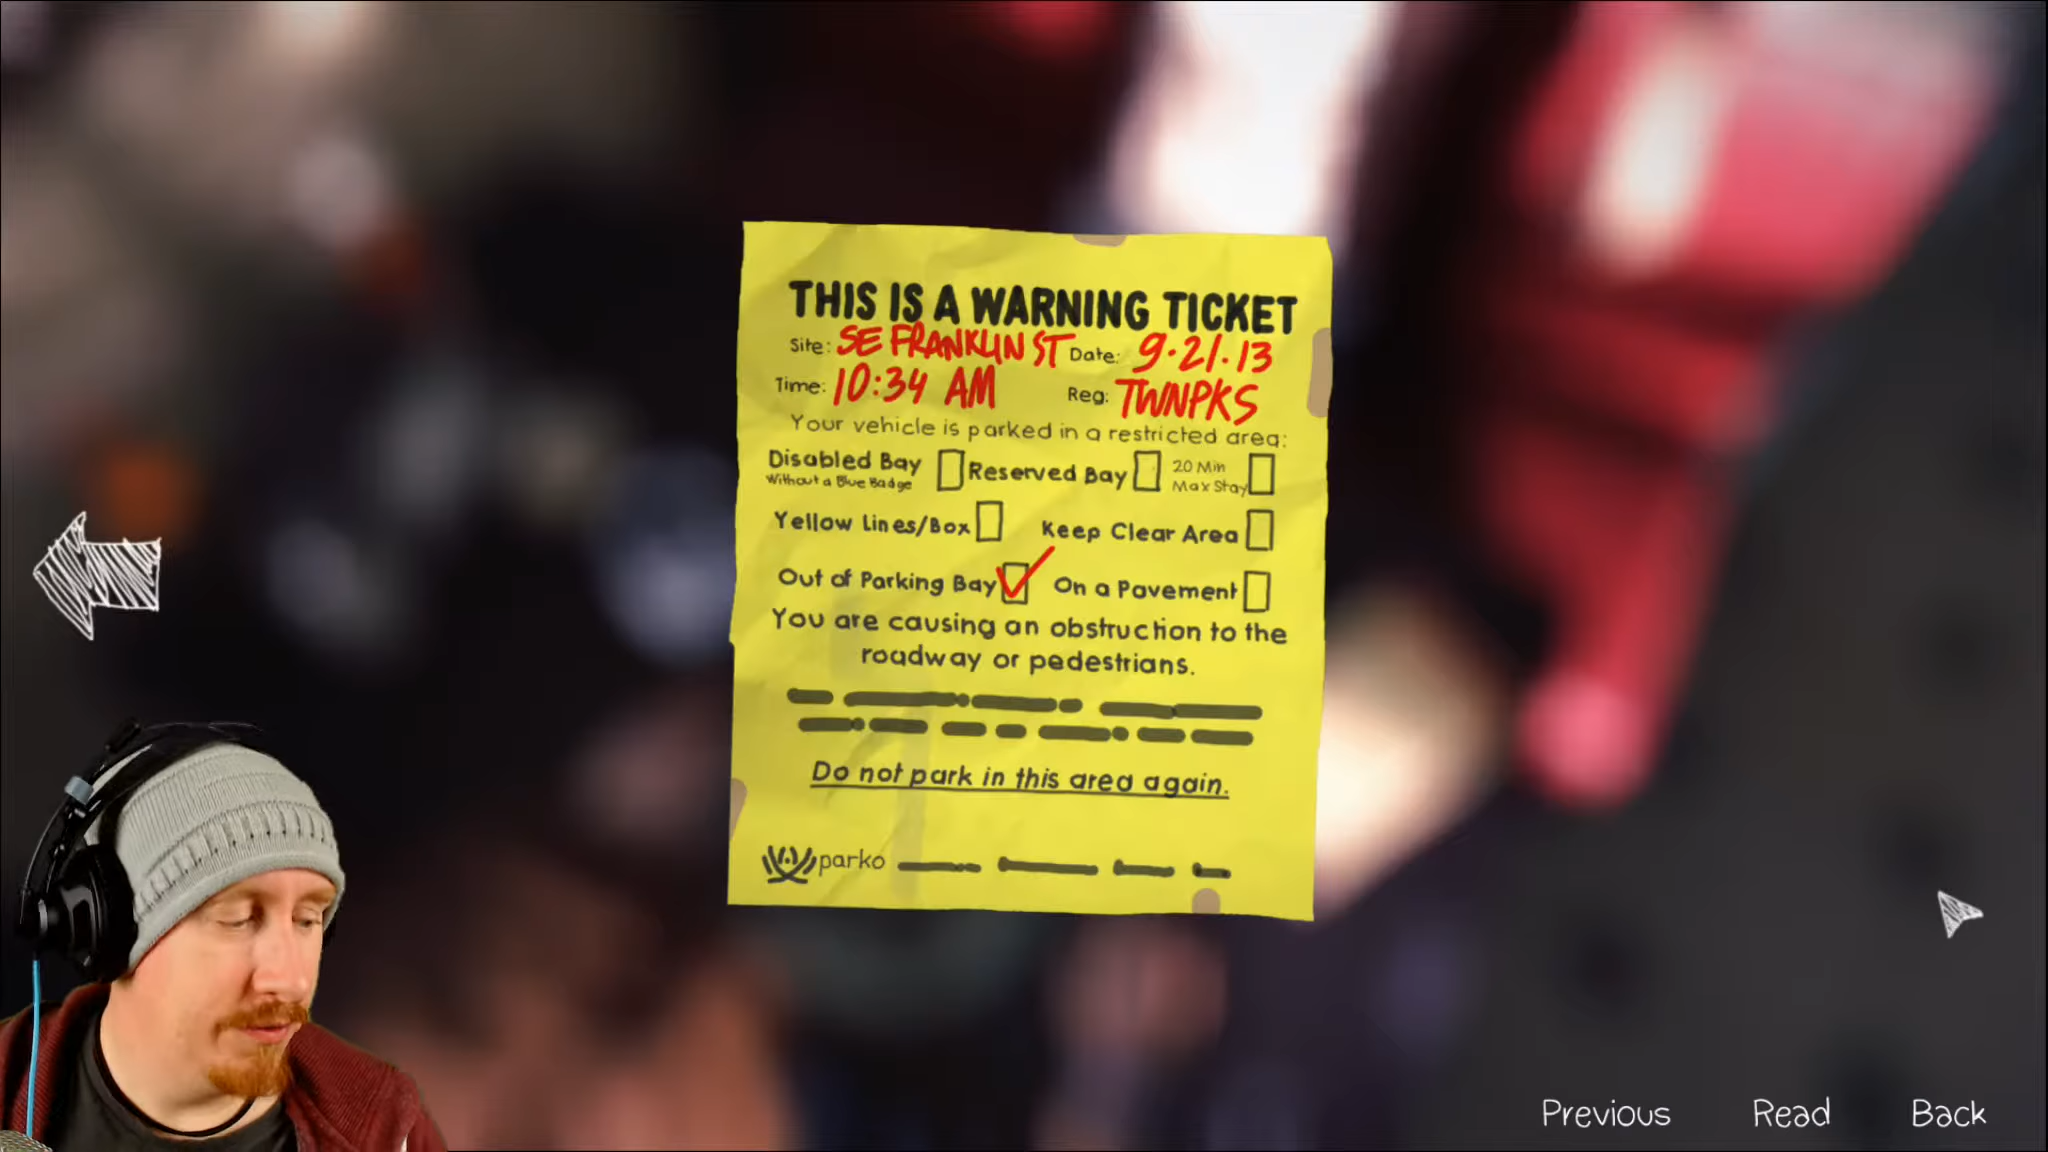 THIS IS A WARNING TICKET
Site: SE FRANKLIN ST Date: 9.21.13
Time: 10:34 AM Reg: TWNPKS
Your vehicle is parked in a restricted area:
Disabled Bay Reserved Bay 20 Min
Without a Blue Badge Max Stay
Yellow Lines/Box Keep Clear Area
Out of Parking Bay On a Pavement
You are causing an obstruction to the
roadway or pedestrians.
Do not park in this area again.
parko
Previous Read Back